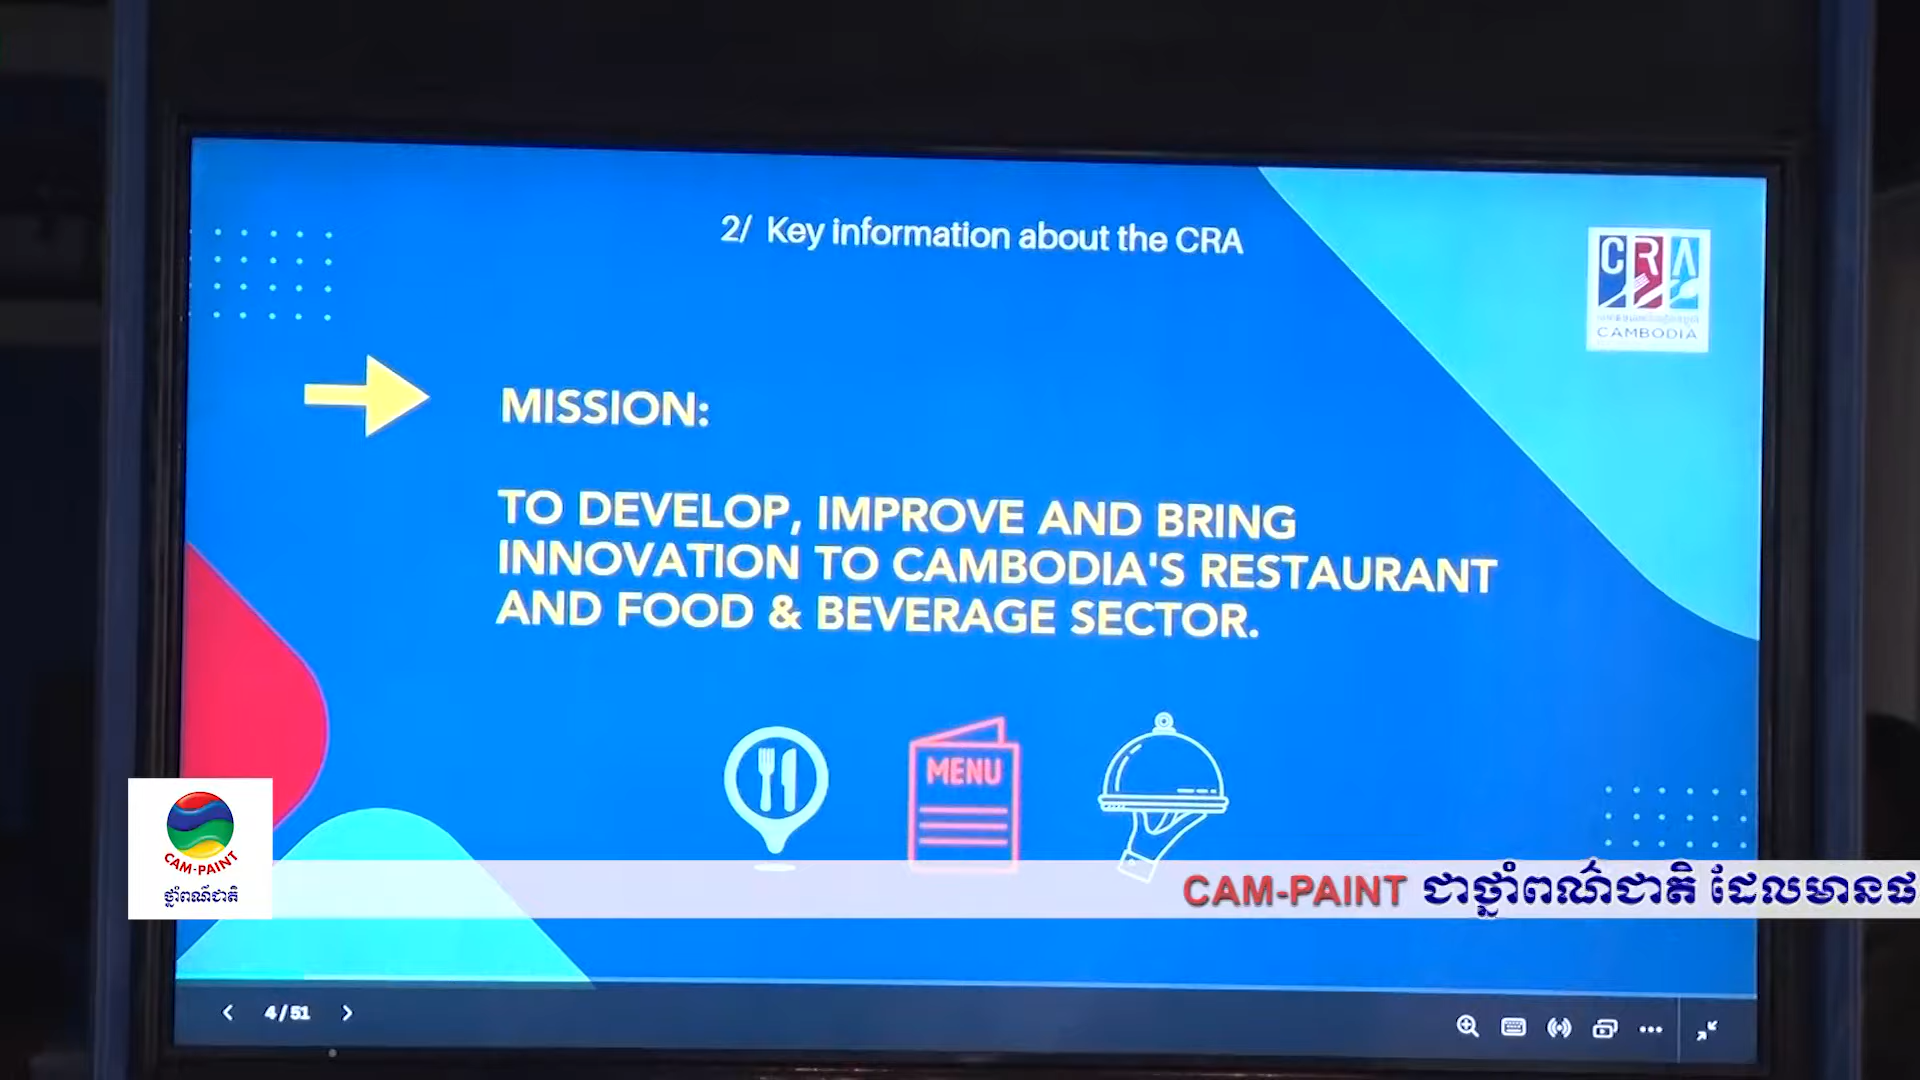 2/ Key information about the CRA
CRA
CAMBODIA
MISSION:
TO DEVELOP, IMPROVE AND BRING
INNOVATION TO CAMBODIA'S RESTAURANT
AND FOOD & BEVERAGE SECTOR.
MENU
CAM-PAINT
ថ្នាំពណ៌ជាតិ
CAM-PAINT ជាថ្នាំពណ៌ជាតិ ដែលមានផ
4 / 51